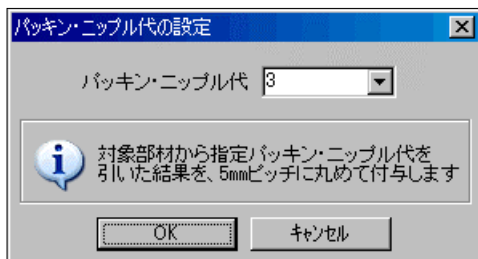 パッキン・ニップル代の設定
パッキン・ニップル代 3
対象部材から指定パッキン・ニップル代を
引いた結果を、5mmピッチに丸めて付与します
OK キャンセル